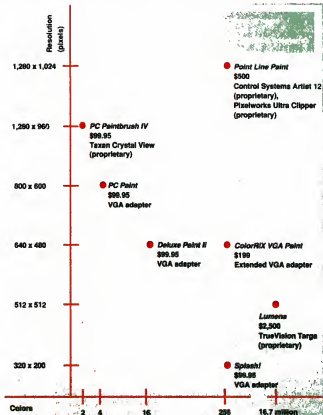 Resolution
(pixels)
1,280 x 1,024
Point Line Paint
$500
Control Systems Artist 12
(proprietary),
Pixelworks Ultra Clipper
(proprietary)
1,280 x 960
PC Paintbrush IV
$99.95
Taxan Crystal View
(proprietary)
800 x 600
PC Paint
$99.95
VGA adapter
640 x 480
Deluxe Paint II
$99.95
VGA adapter
ColorRIX VGA Paint
$199
Extended VGA adapter
512 x 512
Lumena
$2,500
TrueVision Targa
(proprietary)
320 x 200
Splash!
$99.95
VGA adapter
Colors
2 4 16 256 16.7 million